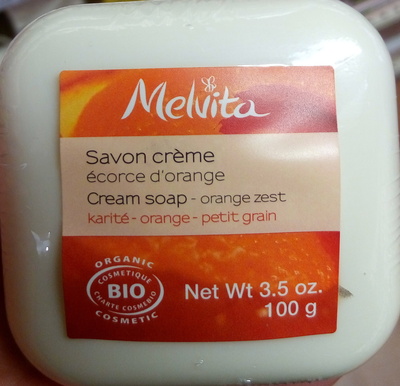 Melvita
Savon crème
écorce d'orange
Cream soap - orange zest
karité - orange - petit grain
ORGANIC
COSMETIQUE
BIO
CHARTE COSMEBIO
COSMETIC
Net Wt 3.5 oz.
100 g